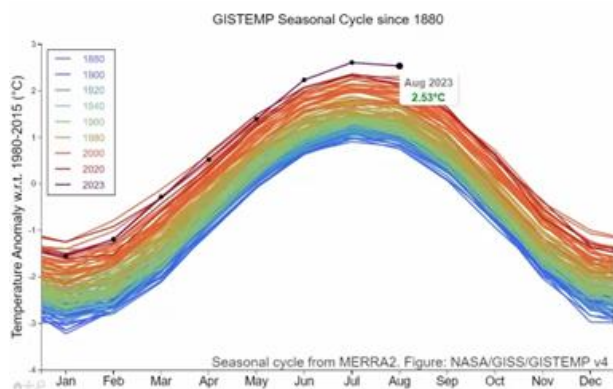 GISTEMP Seasonal Cycle since 1880
Temperature Anomaly w.r.t. 1980-2015 (°C)
3
2
1
0
-1
-2
-3
-4
1880
1900
1920
1940
1960
1980
2000
2020
2023
Aug 2023
2.53°C
Seasonal cycle from MERRA2. Figure: NASA/GISS/GISTEMP v4
Jan Feb Mar Apr May Jun Jul Aug Sep Oct Nov Dec